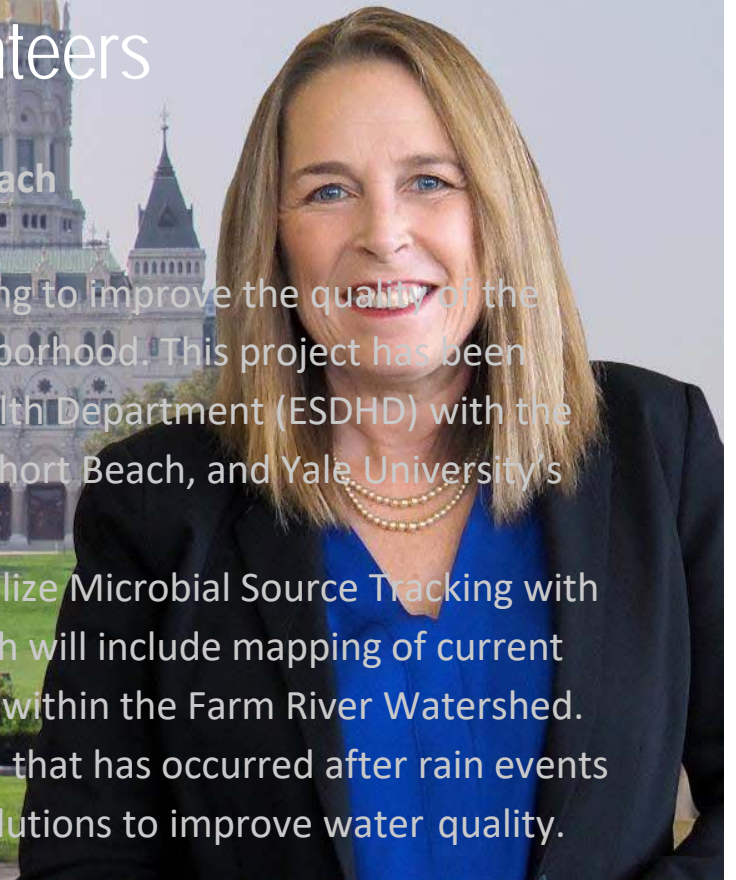 nteers
ach
ng to improve the quality of the
borhood. This project has been
lth Department (ESDHD) with the
hort Beach, and Yale University's
lize Microbial Source Tracking with
h will include mapping of current
within the Farm River Watershed.
that has occurred after rain events
lutions to improve water quality.